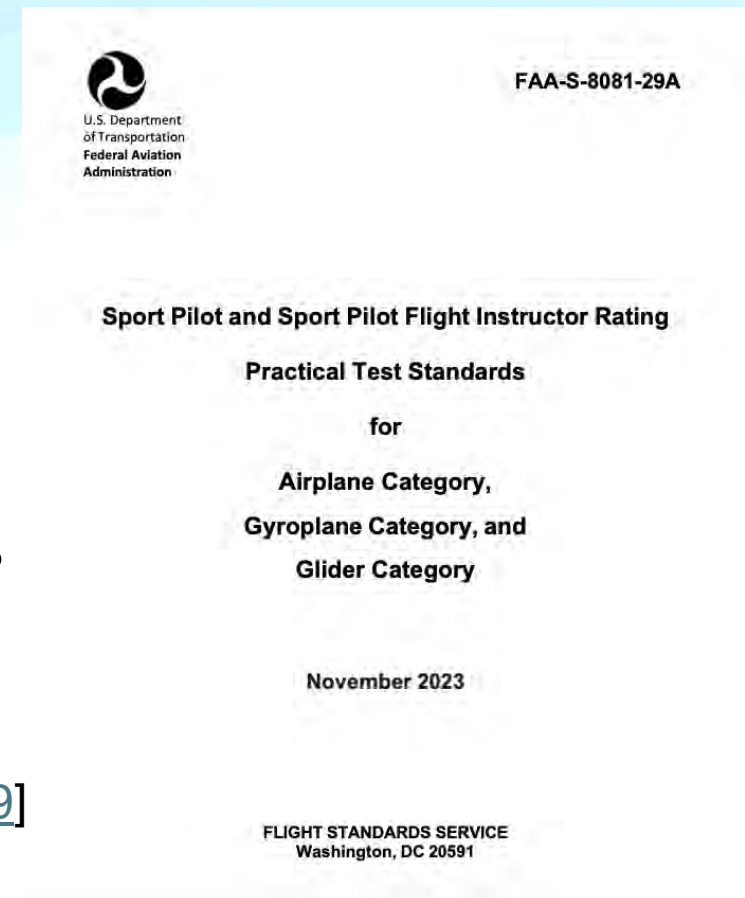 FAA-S-8081-29A
U.S. Department
of Transportation
Federal Aviation
Administration
Sport Pilot and Sport Pilot Flight Instructor Rating
Practical Test Standards
for
Airplane Category,
Gyroplane Category, and
Glider Category
November 2023
9]
FLIGHT STANDARDS SERVICE
Washington, DC 20591